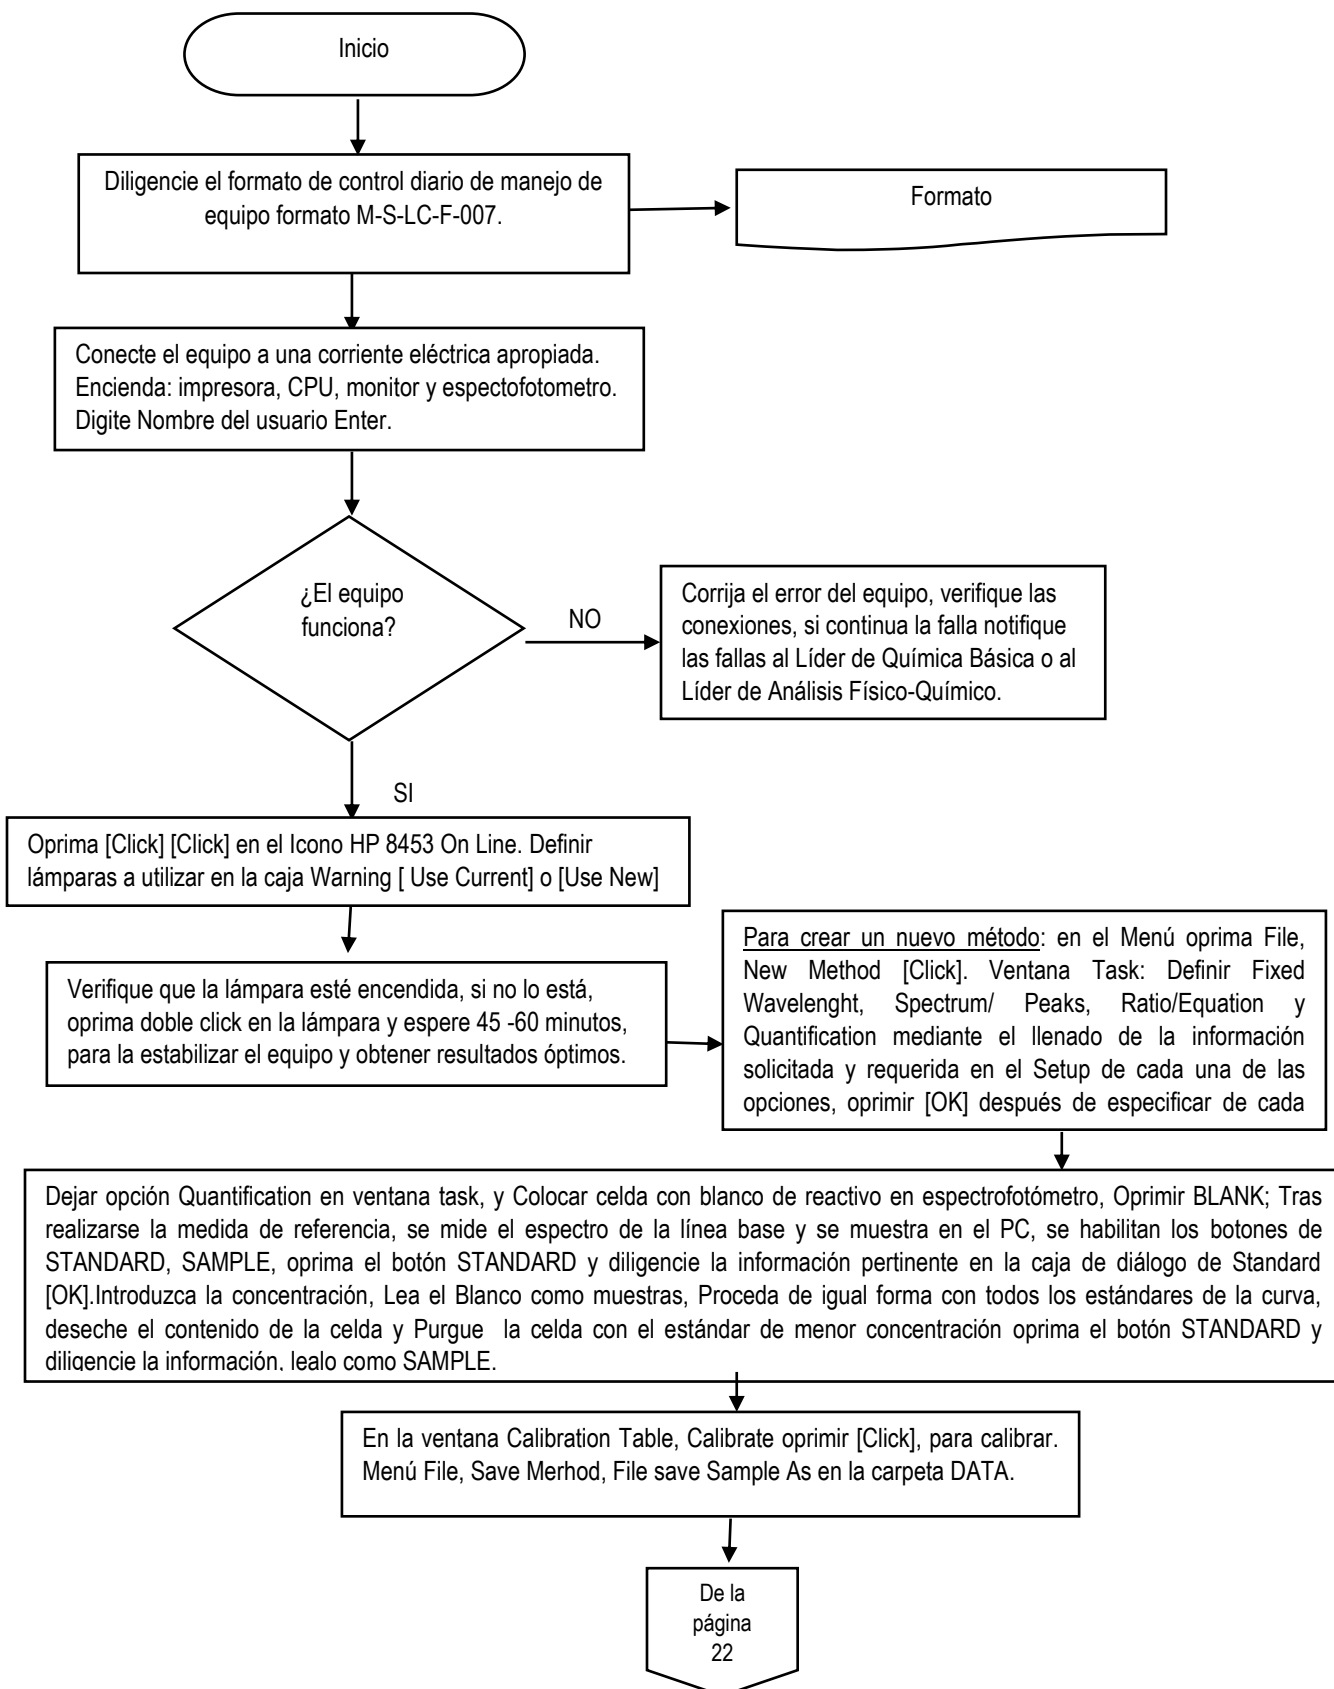 Inicio
Diligencie el formato de control diario de manejo de
equipo formato M-S-LC-F-007.
Formato
Conecte el equipo a una corriente eléctrica apropiada.
Encienda: impresora, CPU, monitor y espectofotometro.
Digite Nombre del usuario Enter.
¿El equipo
funciona?
NO
Corrija el error del equipo, verifique las
conexiones, si continua la falla notifique
las fallas al Líder de Química Básica o al
Líder de Análisis Físico-Químico.
SI
Oprima [Click] [Click] en el Icono HP 8453 On Line. Definir
lámparas a utilizar en la caja Warning [ Use Current] o [Use New]
Verifique que la lámpara esté encendida, si no lo está,
oprima doble click en la lámpara y espere 45 -60 minutos,
para la estabilizar el equipo y obtener resultados óptimos.
Para crear un nuevo método: en el Menú oprima File,
New Method [Click]. Ventana Task: Definir Fixed
Wavelenght, Spectrum/ Peaks, Ratio/Equation y
Quantification mediante el llenado de la información
solicitada y requerida en el Setup de cada una de las
opciones, oprimir [OK] después de especificar de cada
Dejar opción Quantification en ventana task, y Colocar celda con blanco de reactivo en espectrofotómetro, Oprimir BLANK; Tras
realizarse la medida de referencia, se mide el espectro de la línea base y se muestra en el PC, se habilitan los botones de
STANDARD, SAMPLE, oprima el botón STANDARD y diligencie la información pertinente en la caja de diálogo de Standard
[OK].Introduzca la concentración, Lea el Blanco como muestras, Proceda de igual forma con todos los estándares de la curva,
deseche el contenido de la celda y Purgue la celda con el estándar de menor concentración oprima el botón STANDARD y
diligencie la información, lealo como SAMPLE.
En la ventana Calibration Table, Calibrate oprimir [Click], para calibrar.
Menú File, Save Merhod, File save Sample As en la carpeta DATA.
De la
página
22